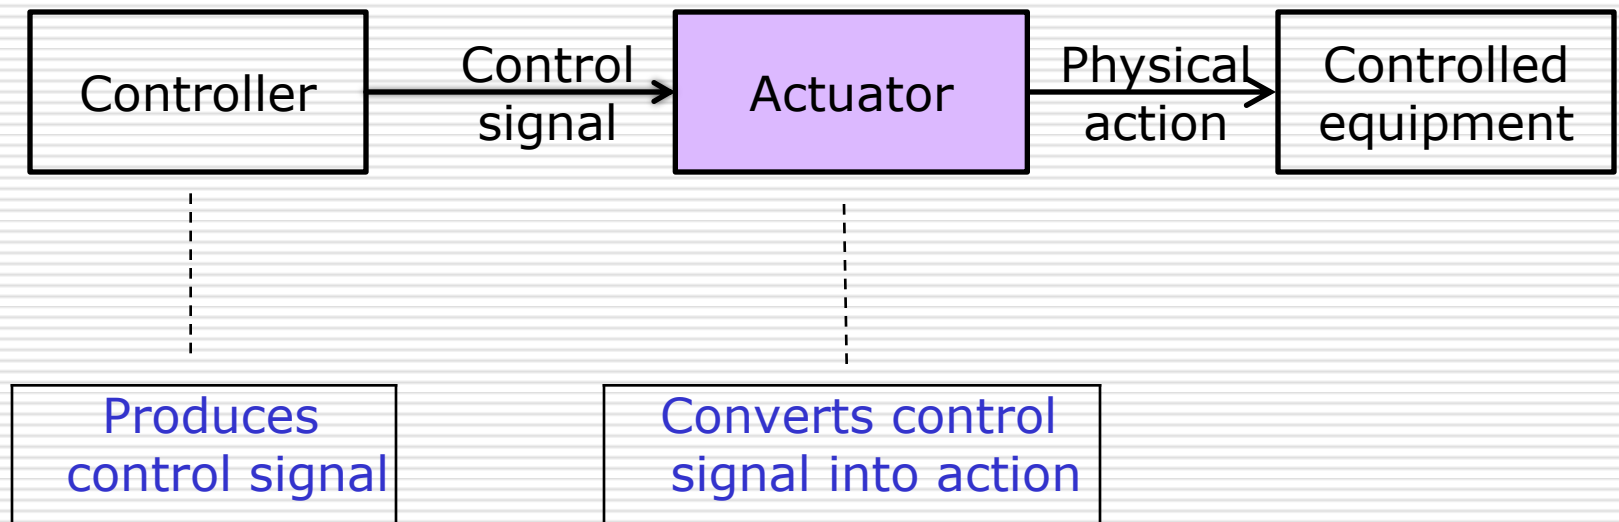 Controller
Control
signal
Actuator
Physical
action
Controlled
equipment
Produces
control signal
Converts control
signal into action